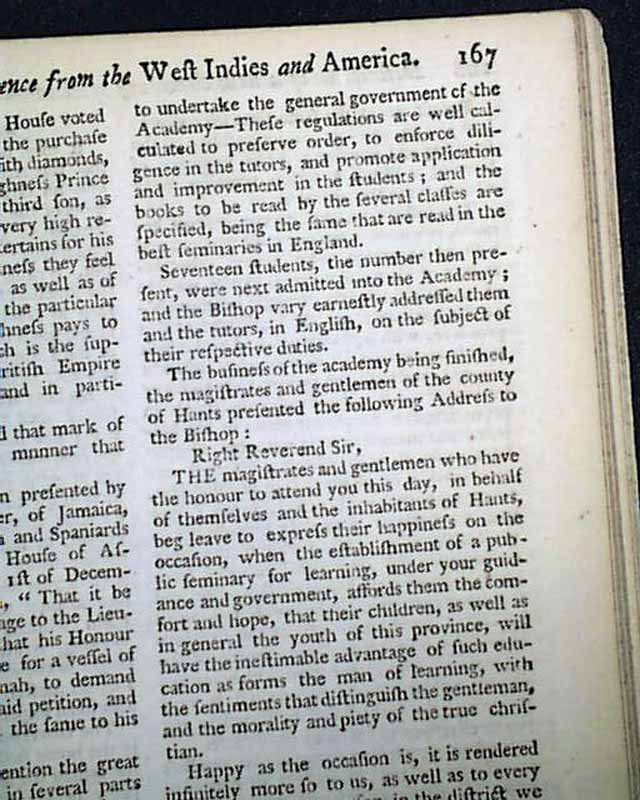 ence from the Weſt Indies and America. 167
Houſe voted
the purchaſe
ith diamonds,
ghneſs Prince
third ſon, as
very high re-
ertains for his
neſs they feel
as well as of
the particular
hneſs pays to
ch is the ſup-
ritiſh Empire
and in parti-
d that mark of
mnnner that
n preſented by
er, of Jamaica,
and Spaniards
Houſe of Aſ-
1ſt of Decem-
, “ That it be
age to the Lieu-
that his Honour
e for a veſſel of
nah, to demand
aid petition, and
the ſame to his
ention the great
in ſeveral parts
to undertake the general government of the
Academy—Theſe regulations are well cal-
culated to preſerve order, to enforce dili-
gence in the tutors, and promote application
and improvement in the ſtudents ; and the
books to be read by the ſeveral claſſes are
ſpecified, being the ſame that are read in the
beſt ſeminaries in England.
Seventeen ſtudents, the number then pre-
ſent, were next admitted into the Academy ;
and the Biſhop vary earneſtly addreſſed them
and the tutors, in Engliſh, on the ſubject of
their reſpective duties.
The buſineſs of the academy being finiſhed,
the magiſtrates and gentlemen of the county
of Hants preſented the following Addreſs to
the Biſhop :
Right Reverend Sir,
THE magiſtrates and gentlemen who have
the honour to attend you this day, in behalf
of themſelves and the inhabitants of Hants,
beg leave to expreſs their happineſs on the
occaſion, when the eſtabliſhment of a pub-
lic ſeminary for learning, under your guid-
ance and government, affords them the com-
fort and hope, that their children, as well as
in general the youth of this province, will
have the ineſtimable advantage of ſuch edu-
cation as forms the man of learning, with
the ſentiments that diſtinguiſh the gentleman,
and the morality and piety of the true chriſ-
tian.
Happy as the occaſion is, it is rendered
infinitely more ſo to us, as well as to every
in the diſtrict we